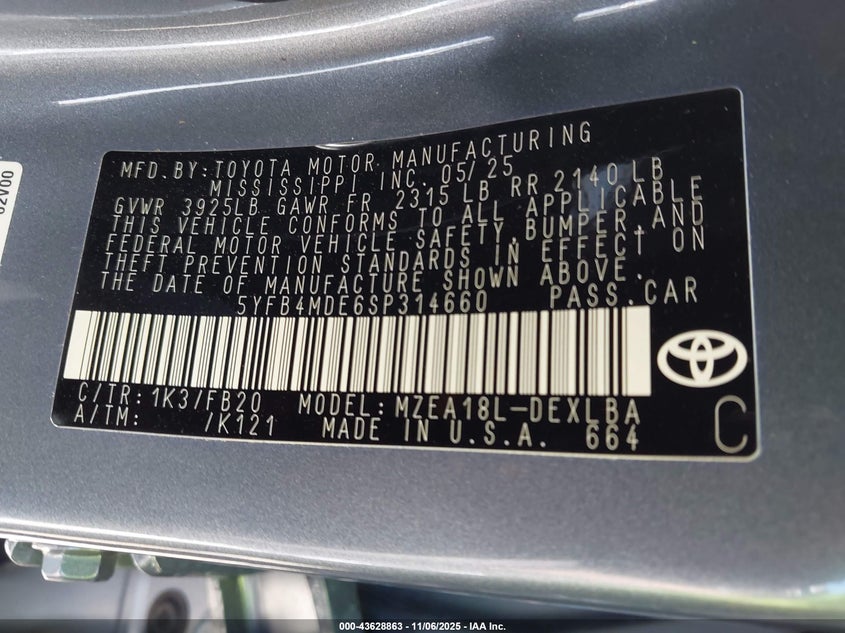 MFD.BY:TOYOTA MOTOR MANUFACTURING
MISSISSIPPI INC. 05/25
GVWR 3925LB GAWR FR 2315 LB RR 2140 LB
THIS VEHICLE CONFORMS TO ALL APPLICABLE
FEDERAL MOTOR VEHICLE SAFETY,BUMPER,AND
THEFT PREVENTION STANDARDS IN EFFECT ON
THE DATE OF MANUFACTURE SHOWN ABOVE.
5YFB4MDE6SP314660 PASS.CAR
C/TR: 1K3/FB20 MODEL: MZEA18L-DEXLBA
A/TM: /K121 MADE IN U.S.A. 664
C
02V00
000-43628863 - 11/06/2025 - IAA Inc.